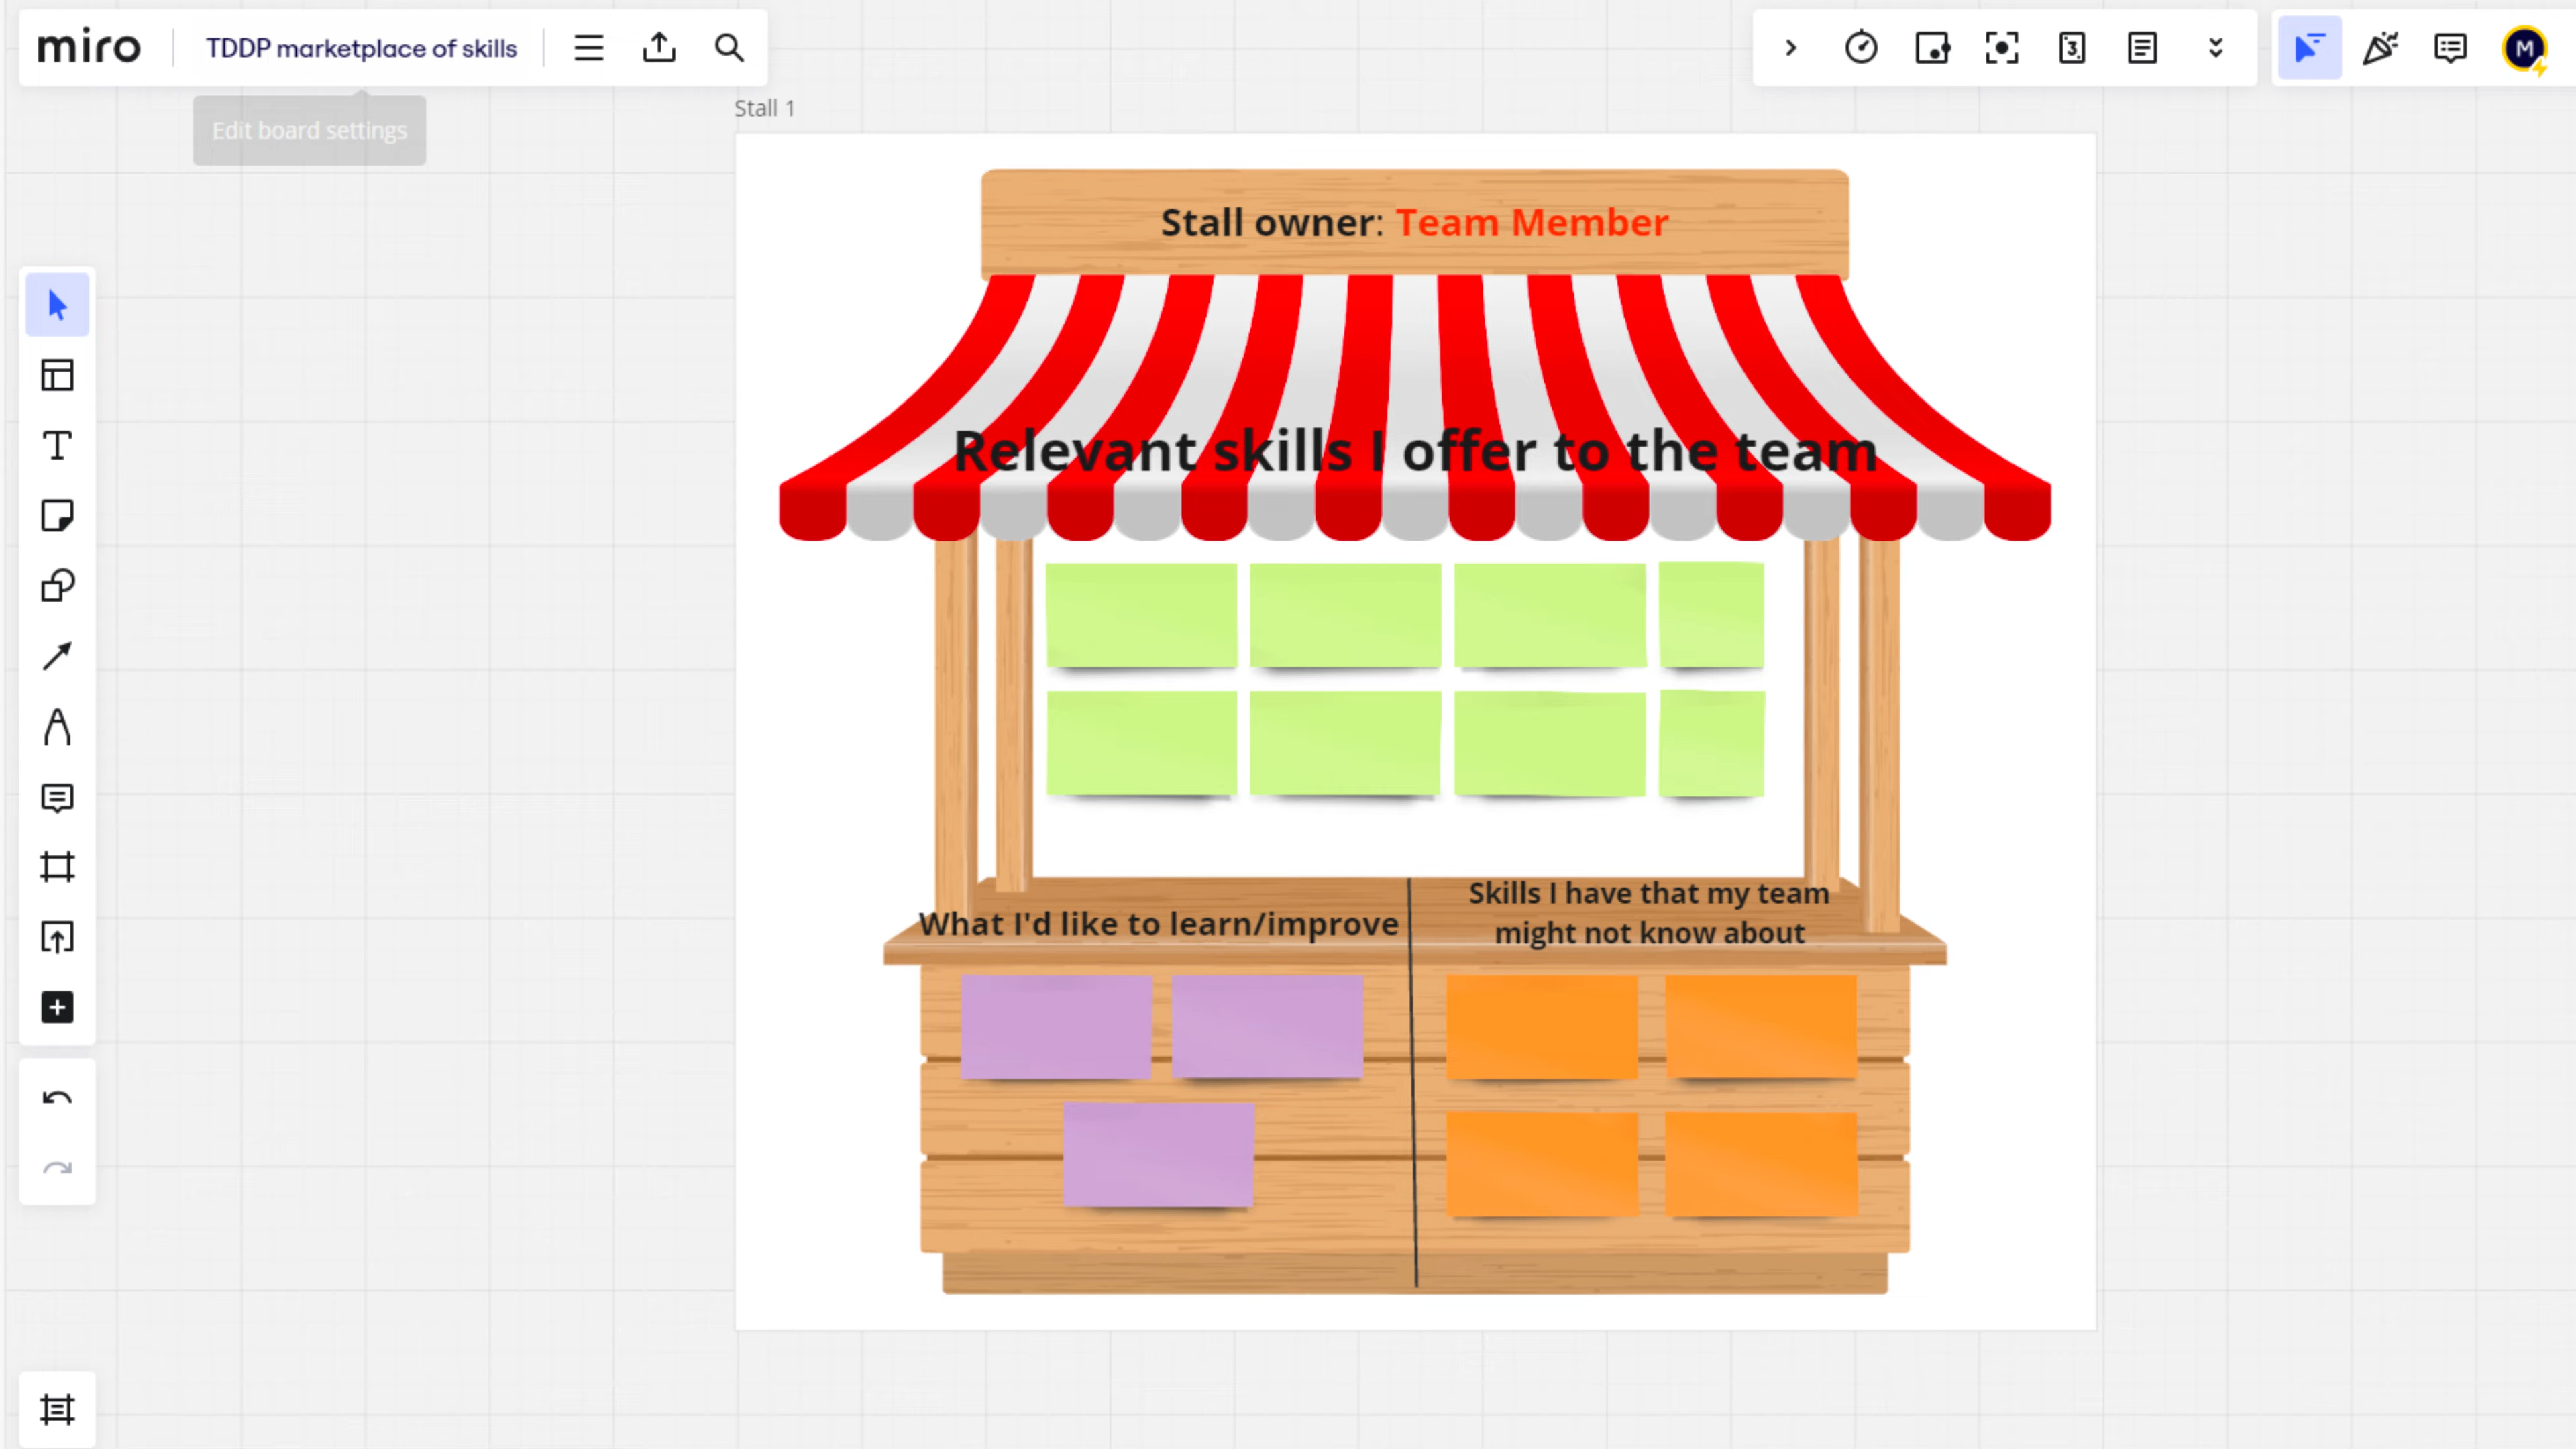 miro
TDDP marketplace of skills
Edit board settings
3
M
Stall 1
Stall owner: Team Member
Relevant skills I offer to the team
What I'd like to learn/improve
Skills I have that my team
might not know about